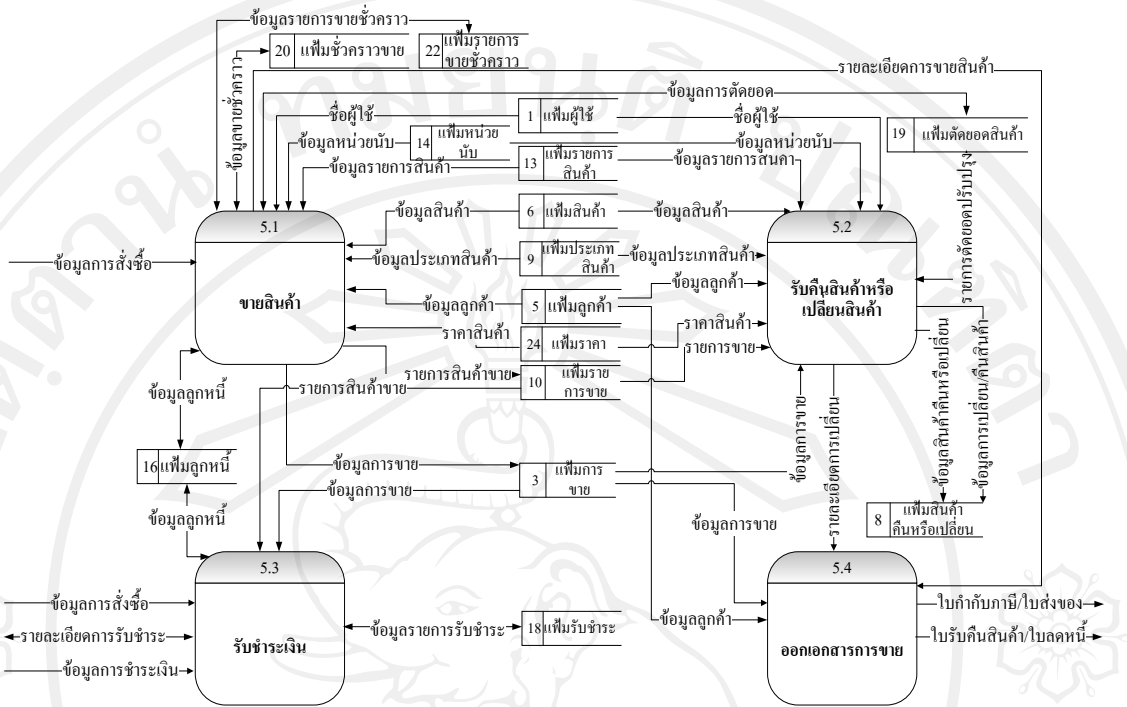 ข้อมูลรายการขายชั่วคราว
20 แฟ้มชั่วคราวขาย
22 แฟ้มรายการ
ขายชั่วคราว
รายละเอียดการขายสินค้า
ข้อมูลขายชั่วคราว
ข้อมูลการตัดยอด
ชื่อผู้ใช้
1 แฟ้มผู้ใช้
ชื่อผู้ใช้
19 แฟ้มตัดยอดสินค้า
ข้อมูลหน่วยนับ
14 แฟ้มหน่วย
นับ
ข้อมูลหน่วยนับ
ข้อมูลรายการสินค้า
13 แฟ้มรายการ
สินค้า
ข้อมูลรายการสินค้า
รายการตัดยอดปรับปรุง
5.1
ขายสินค้า
ข้อมูลสินค้า
6 แฟ้มสินค้า
ข้อมูลสินค้า
5.2
รับคืนสินค้าหรือ
เปลี่ยนสินค้า
ข้อมูลการสั่งซื้อ
ข้อมูลประเภทสินค้า
9 แฟ้มประเภท
สินค้า
ข้อมูลประเภทสินค้า
ข้อมูลลูกค้า
5 แฟ้มลูกค้า
ข้อมูลลูกค้า
ราคาสินค้า
24 แฟ้มราคา
ราคาสินค้า
รายการสินค้าขาย
10 แฟ้มราย
การขาย
รายการขาย
รายการสินค้าขาย
ข้อมูลลูกหนี้
16 แฟ้มลูกหนี้
ข้อมูลลูกหนี้
ข้อมูลการขาย
3 แฟ้มการ
ขาย
ข้อมูลการขาย
ข้อมูลการขาย
รายละเอียดการเปลี่ยน
ข้อมูลสินค้าคืนหรือเปลี่ยน
ข้อมูลการเปลี่ยน/คืนสินค้า
8 แฟ้มสินค้า
คืนหรือเปลี่ยน
ข้อมูลการขาย
5.3
รับชำระเงิน
5.4
ออกเอกสารการขาย
ข้อมูลการสั่งซื้อ
รายละเอียดการรับชำระ
ข้อมูลการชำระเงิน
ข้อมูลรายการรับชำระ
18 แฟ้มรับชำระ
ข้อมูลลูกค้า
ใบกำกับภาษี/ใบส่งของ
ใบรับคืนสินค้า/ใบลดหนี้